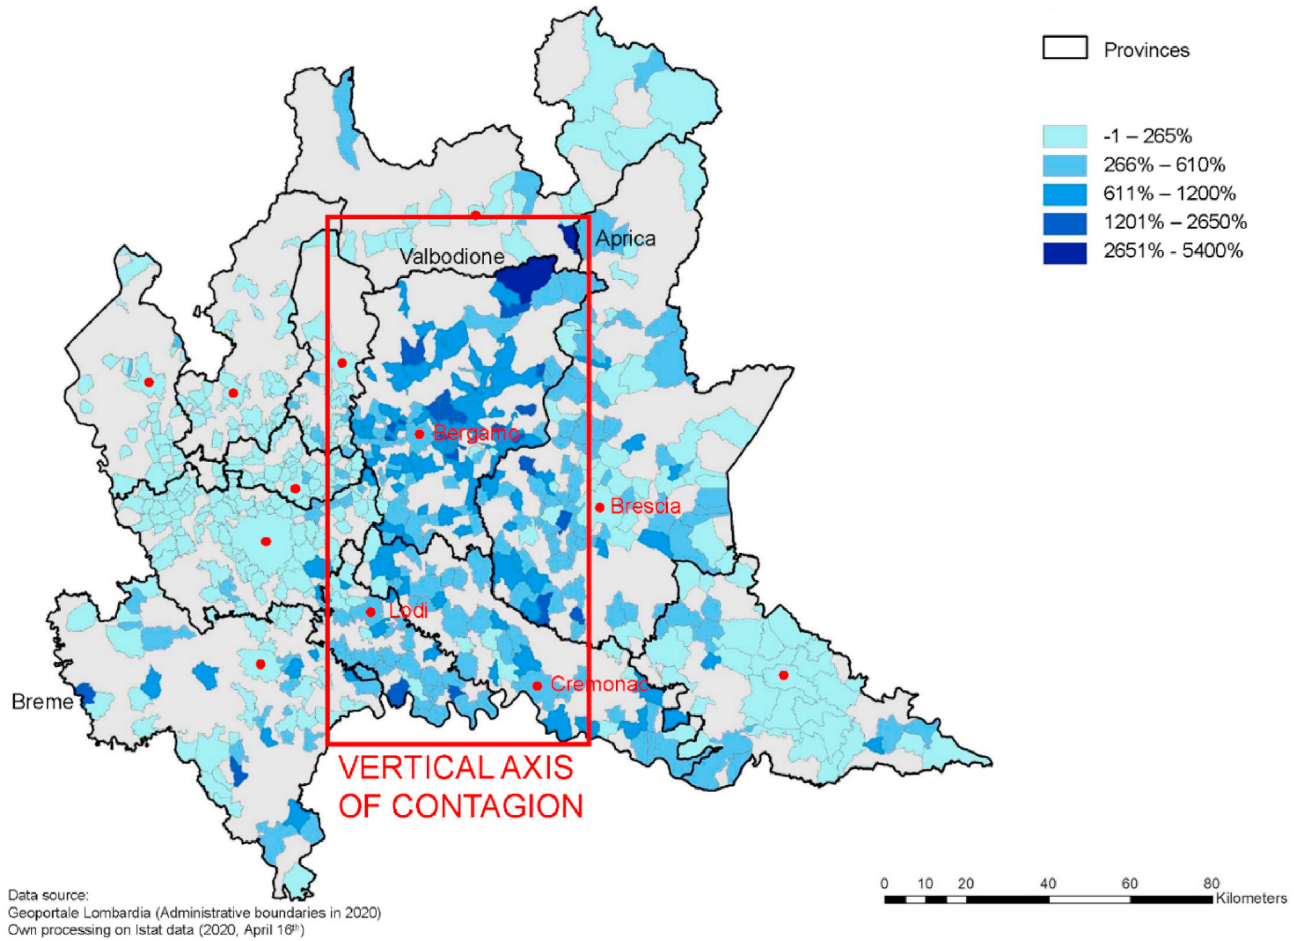 Provinces
-1 – 265%
266% – 610%
611% – 1200%
1201% – 2650%
2651% - 5400%
Aprica
Valbodione
Bergamo
Brescia
Lodi
Cremonac
Breme
VERTICAL AXIS
OF CONTAGION
Data source:
Geoportale Lombardia (Administrative boundaries in 2020)
Own processing on Istat data (2020, April 16th)
0 10 20 40 60 80
Kilometers